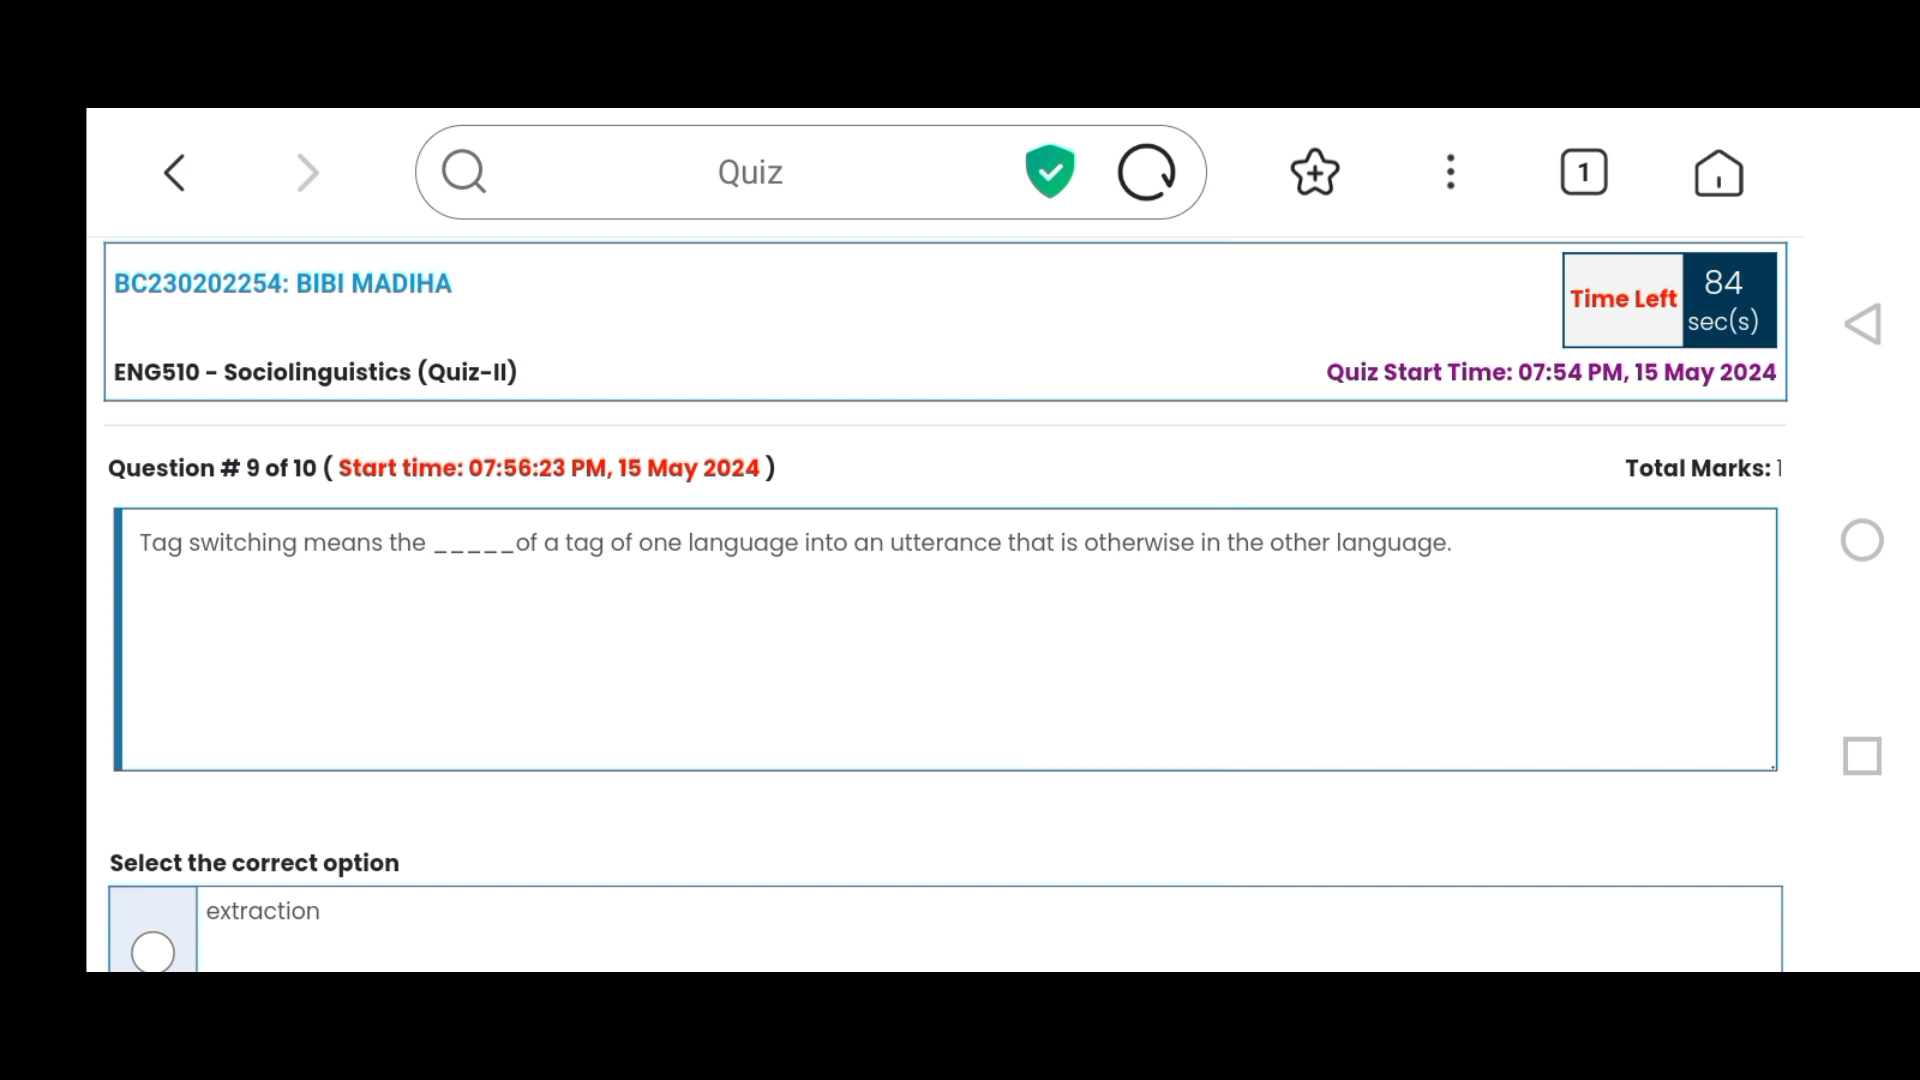 Quiz
1
BC230202254: BIBI MADIHA
Time Left
84
sec(s)
ENG510 - Sociolinguistics (Quiz-II)
Quiz Start Time: 07:54 PM, 15 May 2024
Question # 9 of 10 ( Start time: 07:56:23 PM, 15 May 2024 )
Total Marks: 1
Tag switching means the _____of a tag of one language into an utterance that is otherwise in the other language.
Select the correct option
extraction